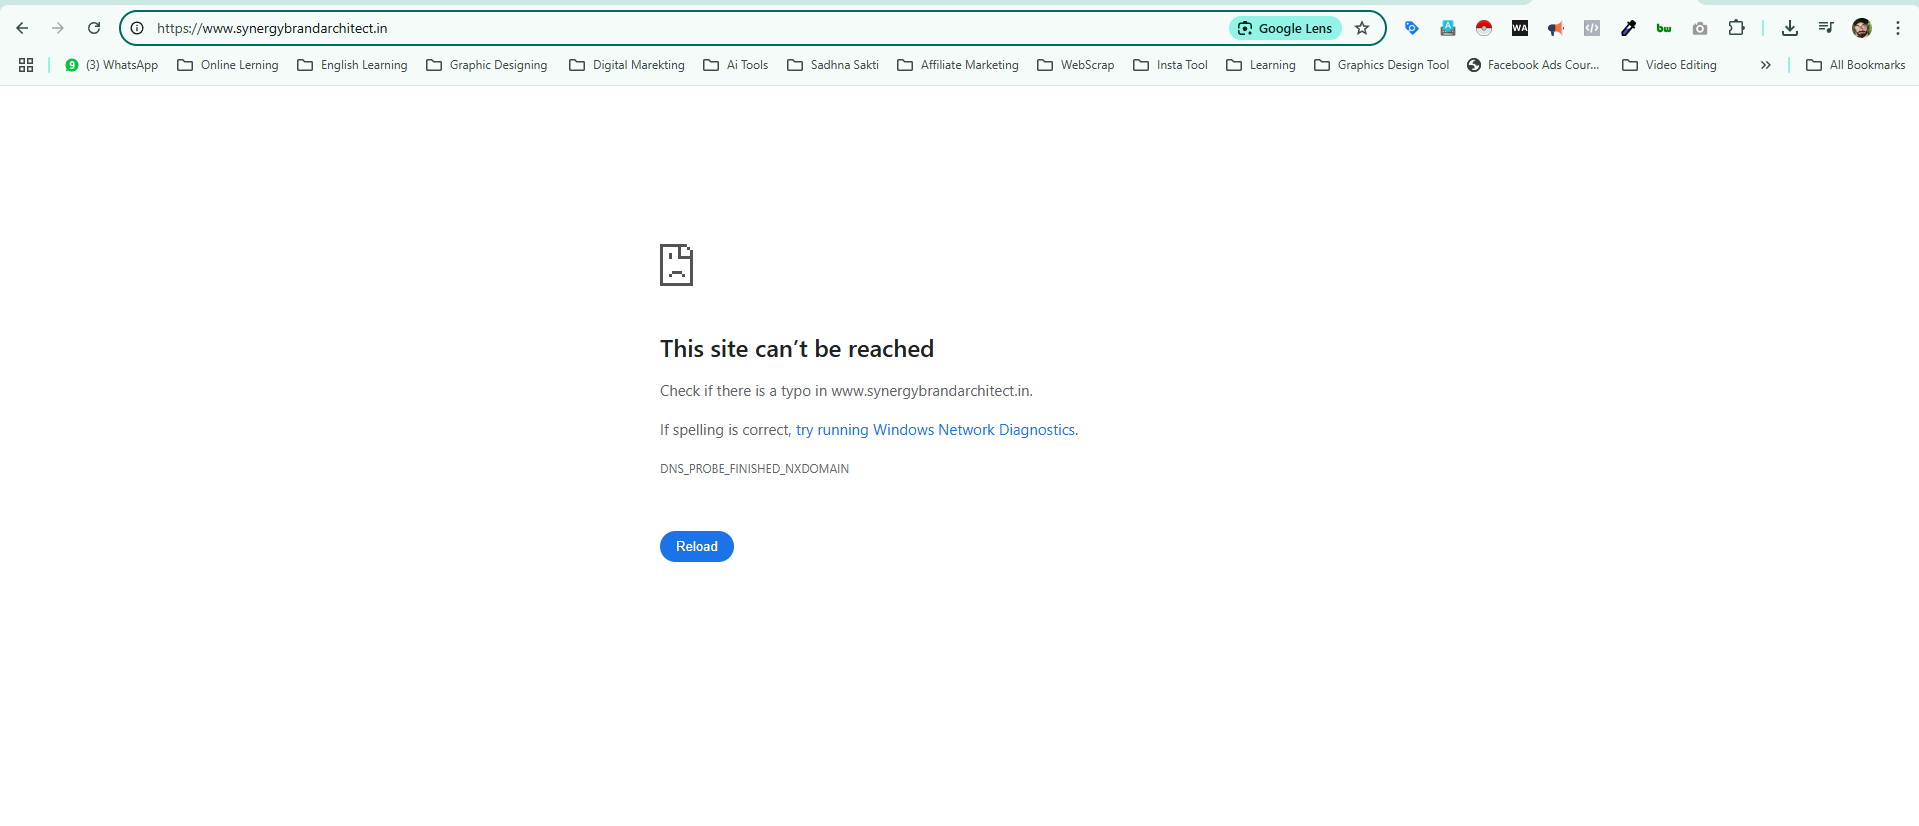 https://www.synergybrandarchitect.in
Google Lens
WA
bw
9 (3) WhatsApp
Online Lerning
English Learning
Graphic Designing
Digital Marekting
Ai Tools
Sadhna Sakti
Affiliate Marketing
WebScrap
Insta Tool
Learning
Graphics Design Tool
Facebook Ads Cour...
Video Editing
All Bookmarks
This site can’t be reached
Check if there is a typo in www.synergybrandarchitect.in.
If spelling is correct, try running Windows Network Diagnostics.
DNS_PROBE_FINISHED_NXDOMAIN
Reload